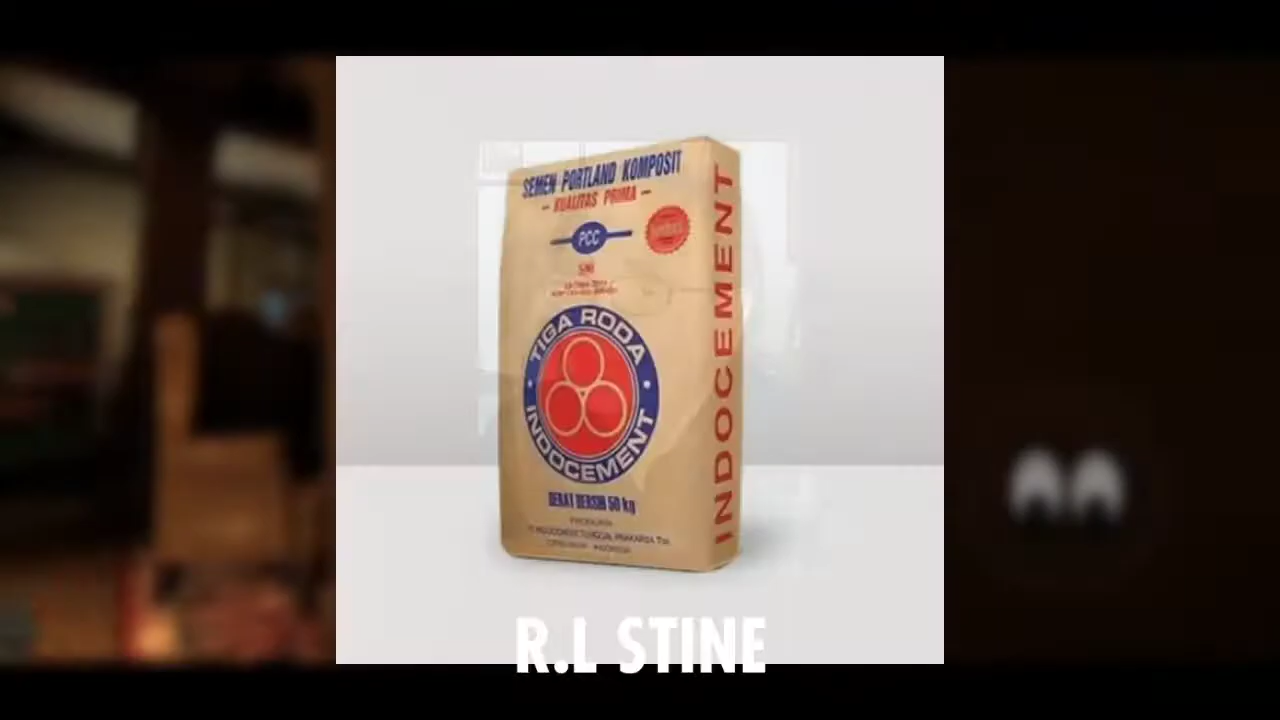 SEMEN PORTLAND KOMPOSIT
– KUALITAS PRIMA –
PCC
SNI
TIGA RODA
INDOCEMENT
BERAT BERSIH 50 kg
INDOCEMENT
R.L STINE